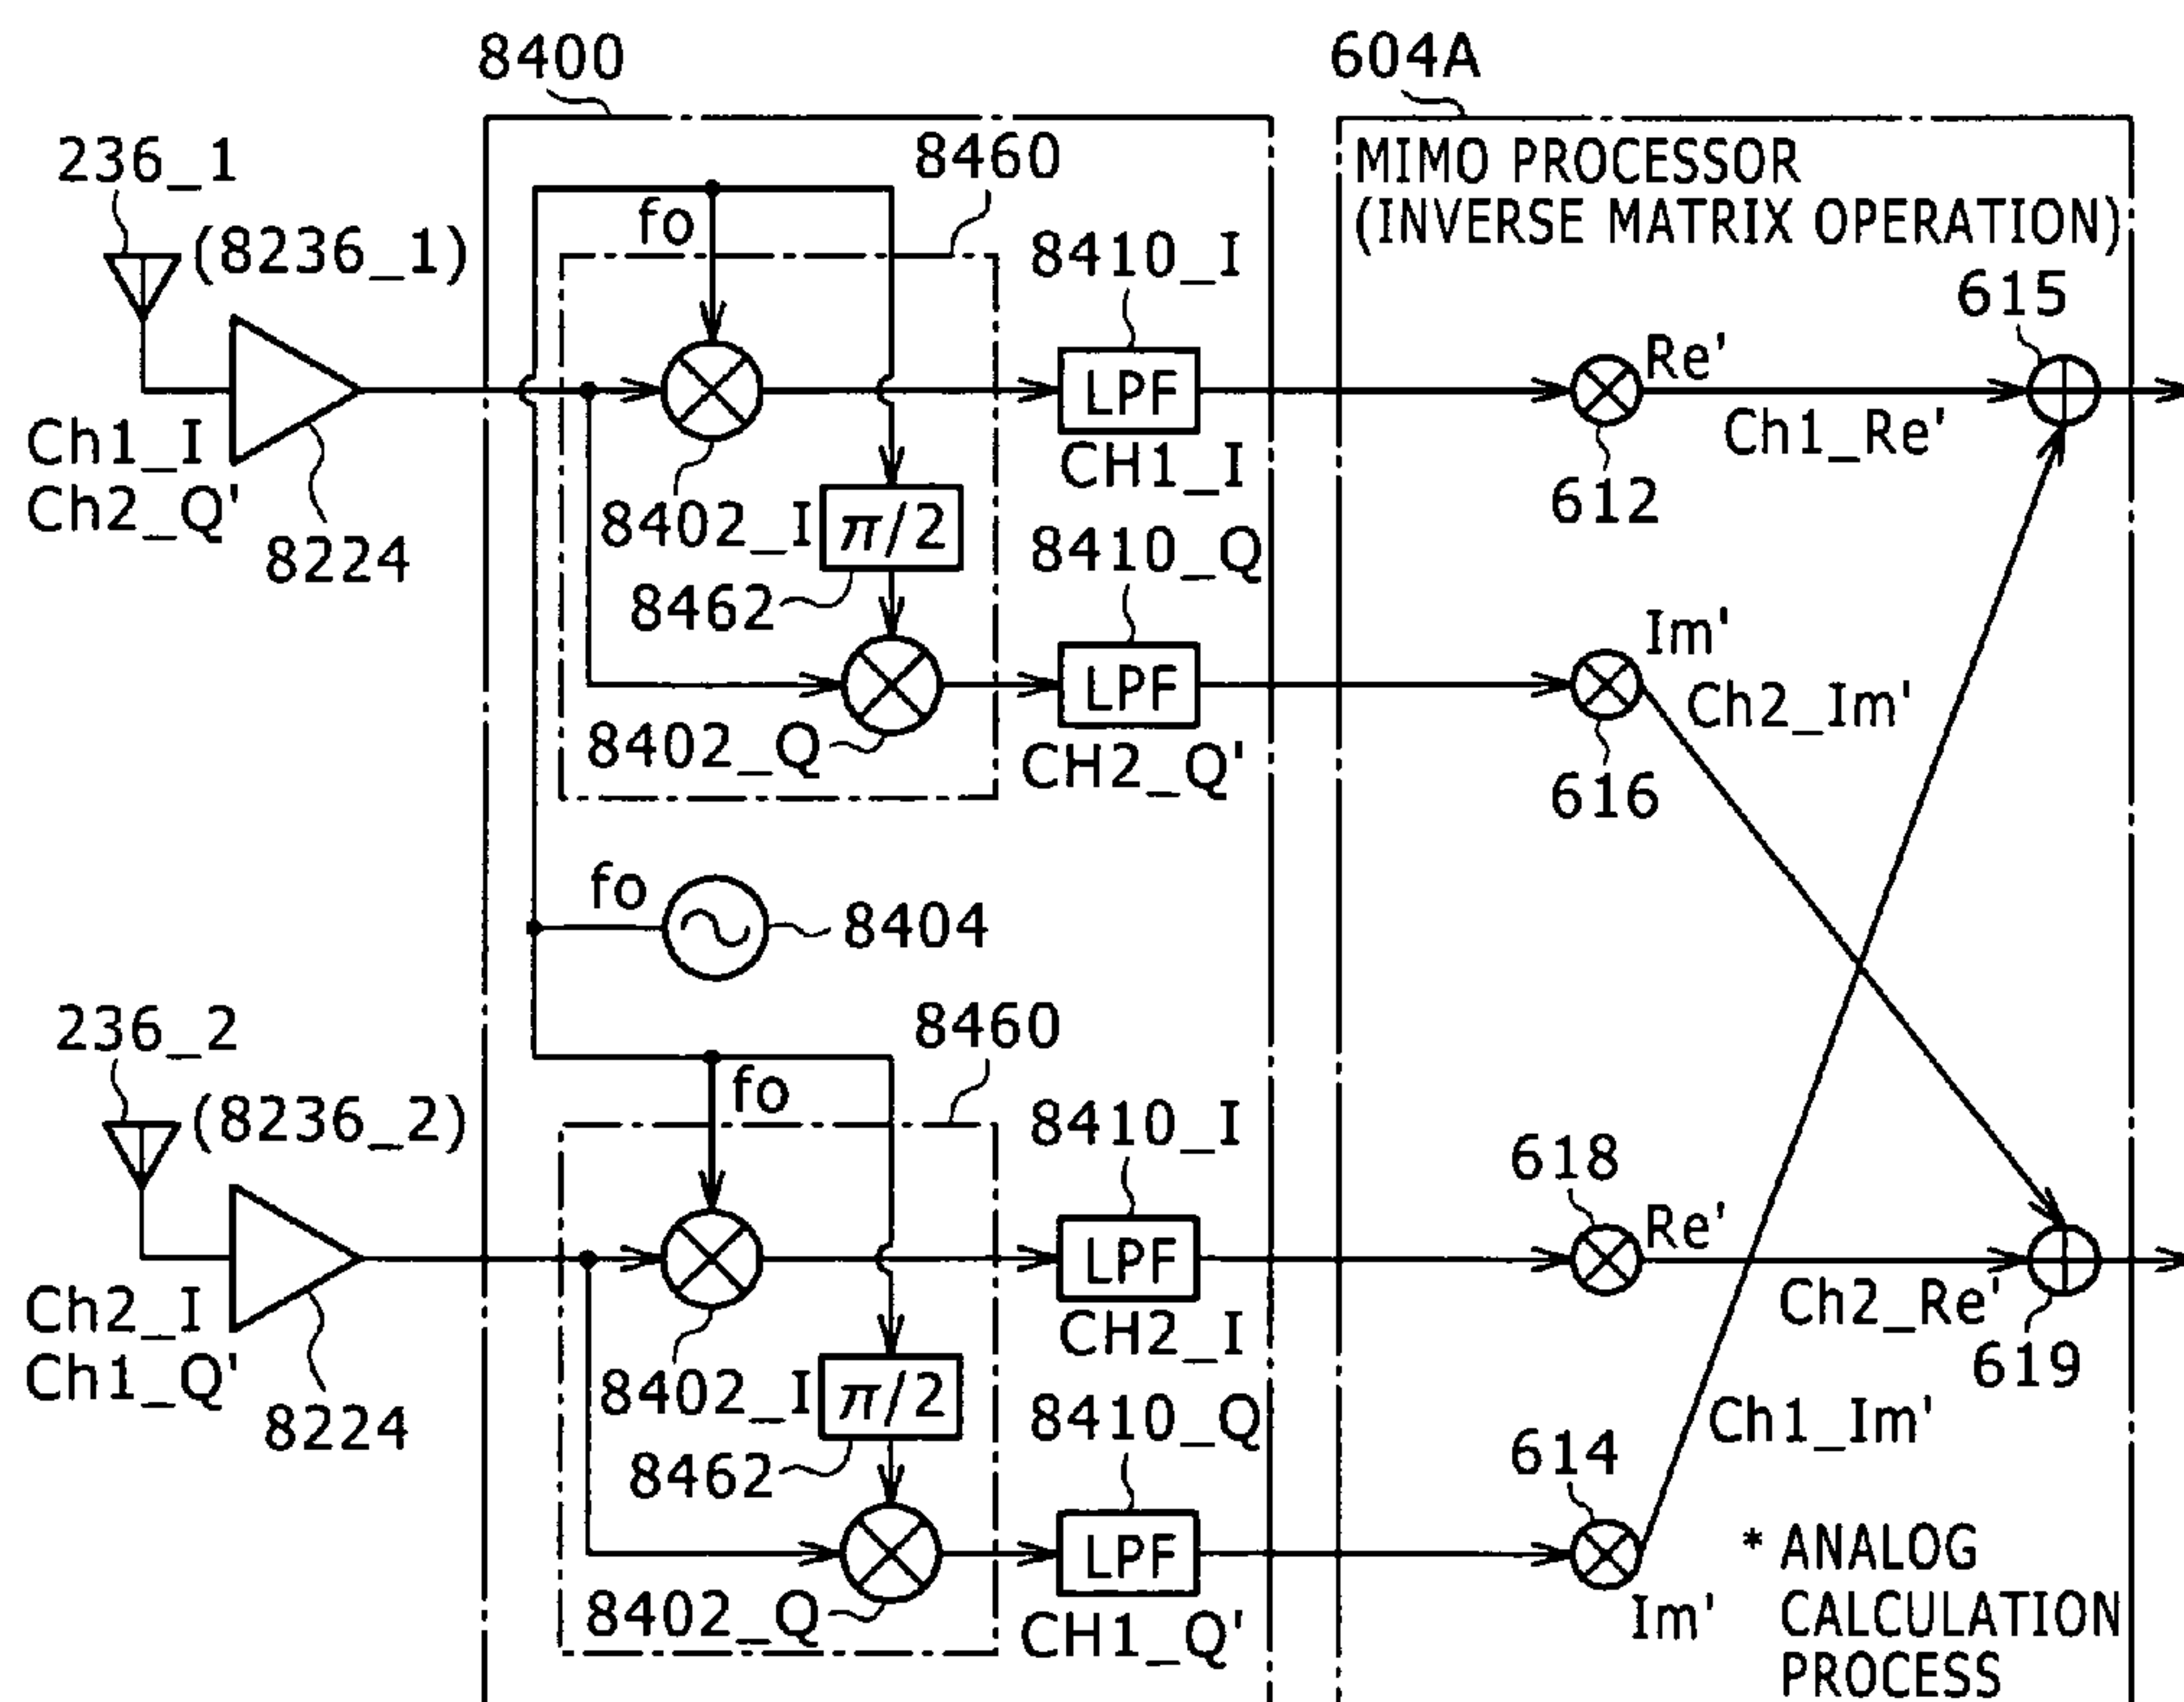 8400
604A
236_1
(8236_1)
8460
fo
MIMO PROCESSOR
(INVERSE MATRIX OPERATION)
8410_I
615
LPF
Re'
Ch1_I
Ch2_Q'
8224
CH1_I
Ch1_Re'
612
8402_I
π/2
8410_Q
8462
LPF
Im'
Ch2_Im'
8402_Q
CH2_Q'
616
fo
8404
236_2
(8236_2)
8460
fo
8410_I
618
LPF
Re'
Ch2_I
Ch1_Q'
8224
CH2_I
Ch2_Re'
619
8402_I
π/2
8410_Q
Ch1_Im'
8462
614
LPF
8402_Q
CH1_Q'
Im'
* ANALOG
CALCULATION
PROCESS